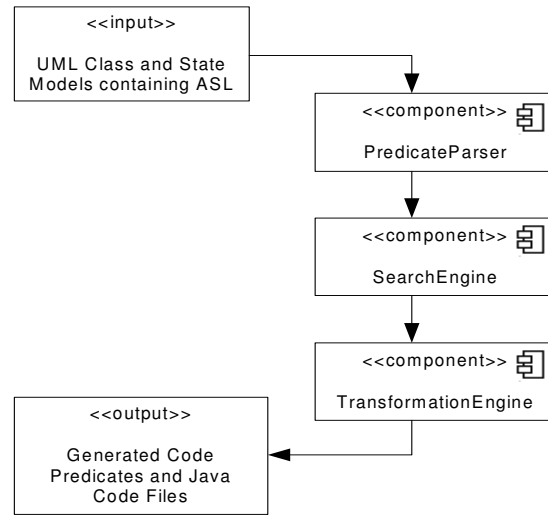 <<input>>
UML Class and State
Models containing ASL
<<component>>
PredicateParser
<<component>>
SearchEngine
<<component>>
TransformationEngine
<<output>>
Generated Code
Predicates and Java
Code Files